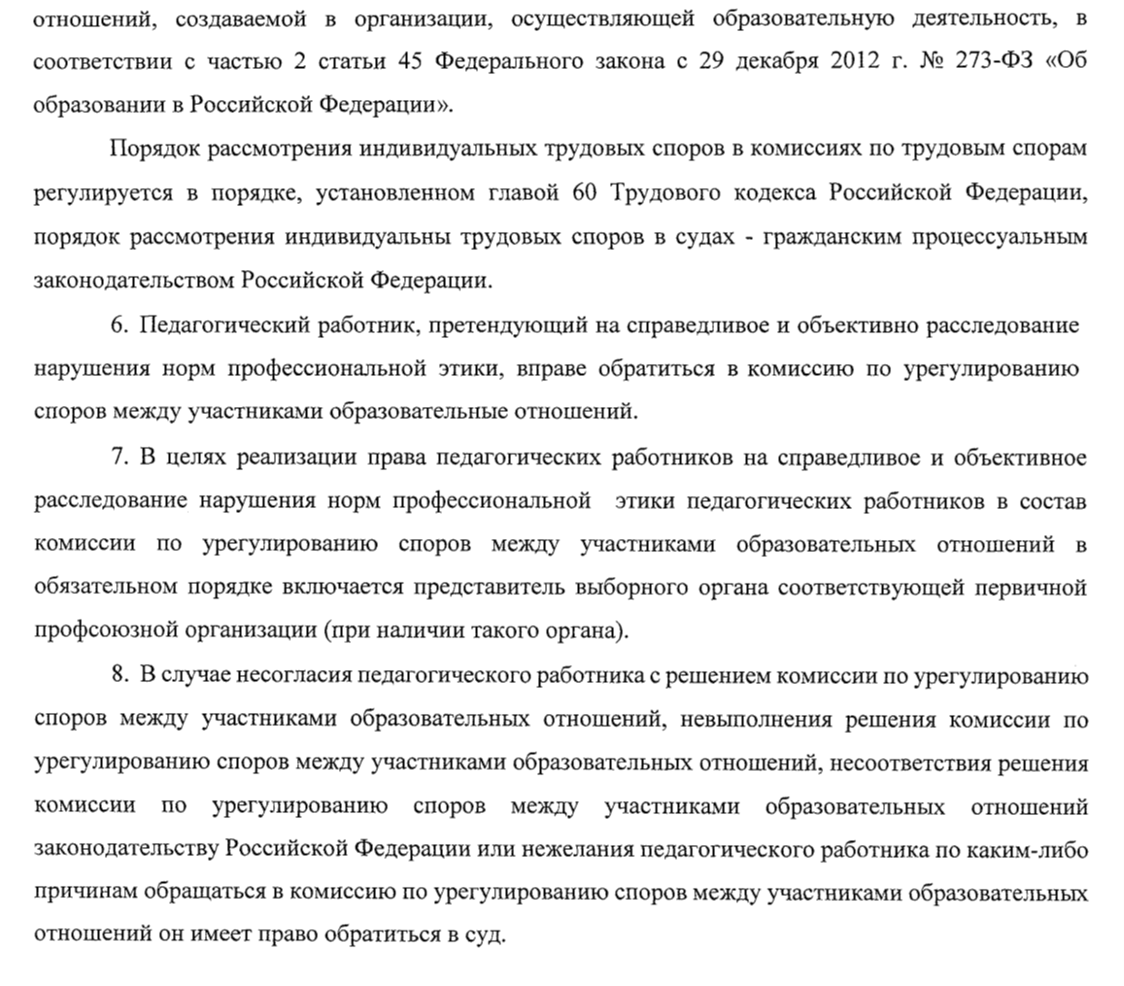 отношений, создаваемой в организации, осуществляющей образовательную деятельность, в
соответствии с частью 2 статьи 45 Федерального закона с 29 декабря 2012 г. № 273-ФЗ «Об
образовании в Российской Федерации».
Порядок рассмотрения индивидуальных трудовых споров в комиссиях по трудовым спорам
регулируется в порядке, установленном главой 60 Трудового кодекса Российской Федерации,
порядок рассмотрения индивидуальны трудовых споров в судах - гражданским процессуальным
законодательством Российской Федерации.
6. Педагогический работник, претендующий на справедливое и объективно расследование
нарушения норм профессиональной этики, вправе обратиться в комиссию по урегулированию
споров между участниками образовательные отношений.
7. В целях реализации права педагогических работников на справедливое и объективное
расследование нарушения норм профессиональной этики педагогических работников в состав
комиссии по урегулированию споров между участниками образовательных отношений в
обязательном порядке включается представитель выборного органа соответствующей первичной
профсоюзной организации (при наличии такого органа).
8. В случае несогласия педагогического работника с решением комиссии по урегулированию
споров между участниками образовательных отношений, невыполнения решения комиссии по
урегулированию споров между участниками образовательных отношений, несоответствия решения
комиссии по урегулированию споров между участниками образовательных отношений
законодательству Российской Федерации или нежелания педагогического работника по каким-либо
причинам обращаться в комиссию по урегулированию споров между участниками образовательных
отношений он имеет право обратиться в суд.